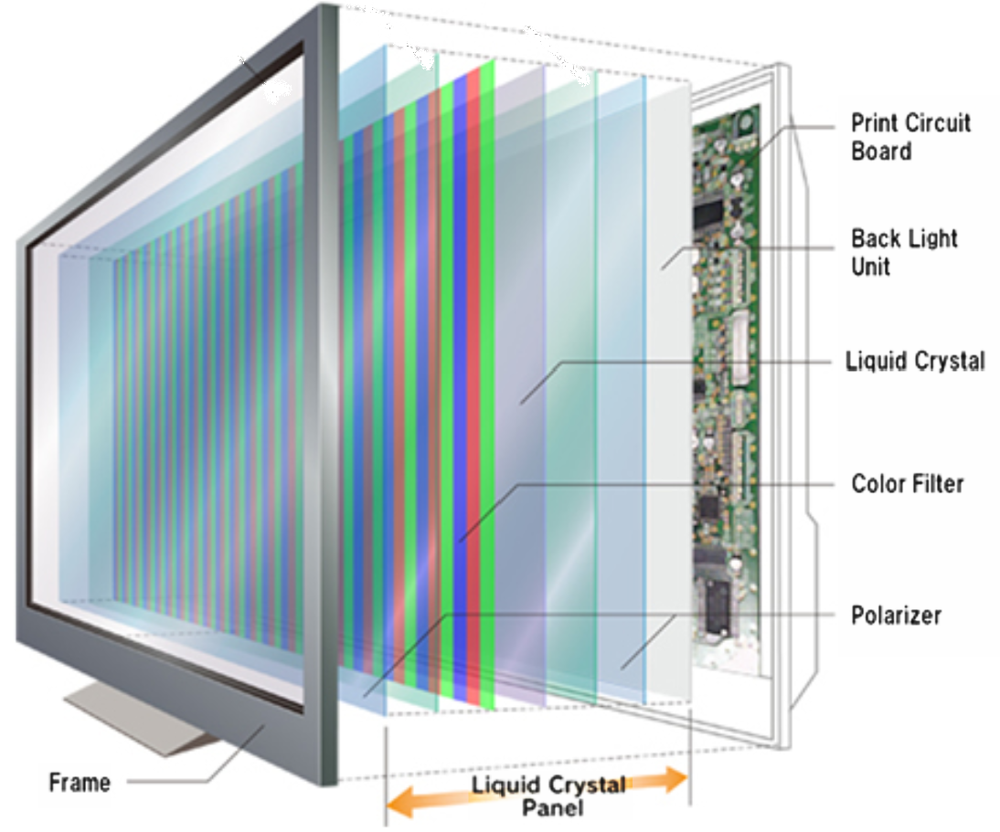 Print Circuit
Board
Back Light
Unit
Liquid Crystal
Color Filter
Polarizer
Frame
Liquid Crystal
Panel